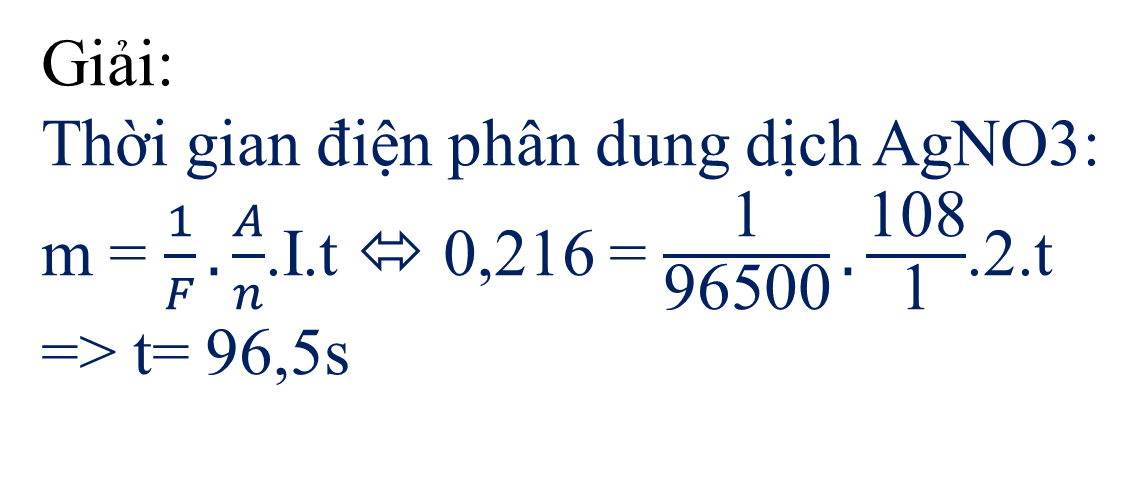 Giải:
Thời gian điện phân dung dịch AgNO3:
m = 1/F . A/n .I.t ⬄ 0,216 = 1/96500 . 108/1 .2.t
=> t= 96,5s